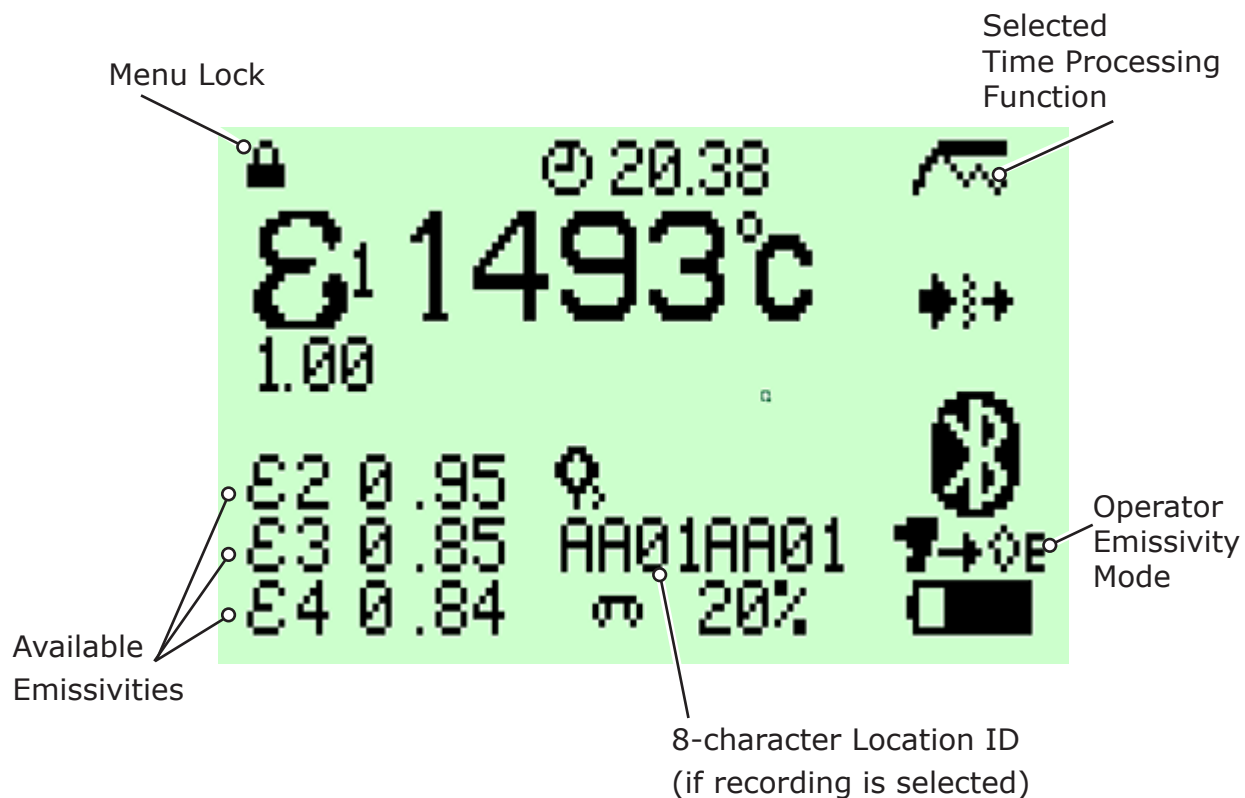 Selected
Time Processing
Function
Menu Lock
20.38
ε1 1493°C
1.00
ε2 0.95
ε3 0.85 AA01AA01
E
ε4 0.84 20%
Operator
Emissivity
Mode
Available
Emissivities
8-character Location ID
(if recording is selected)